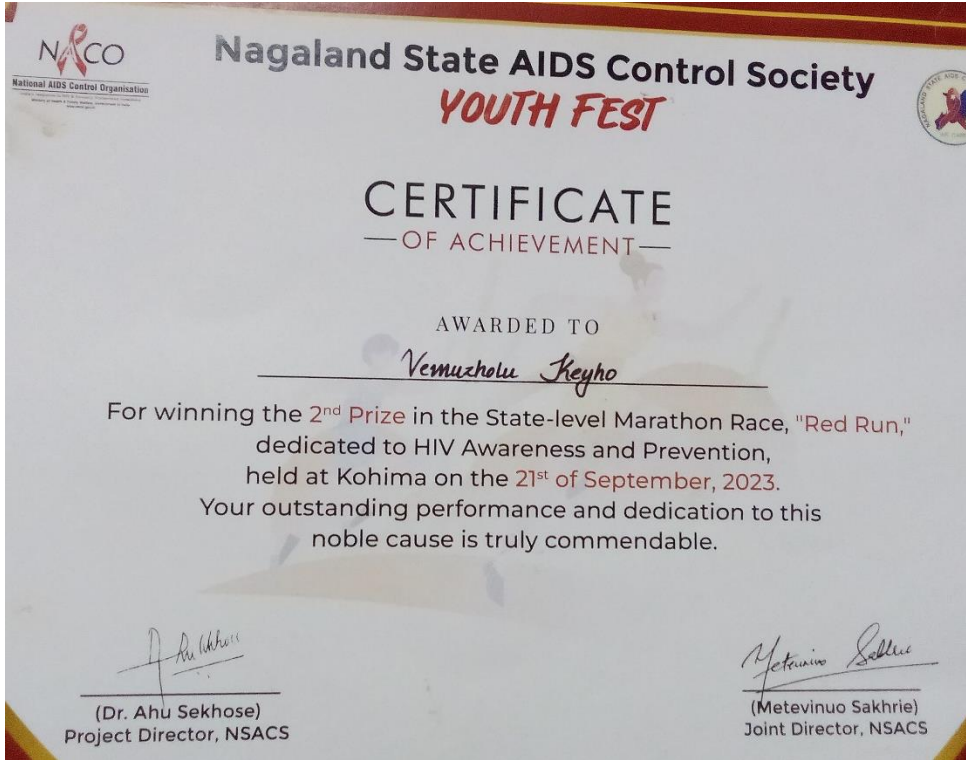 NACO
National AIDS Control Organisation
Nagaland State AIDS Control Society
YOUTH FEST
CERTIFICATE
OF ACHIEVEMENT
AWARDED TO
Vemuzholu Keyho
For winning the 2nd Prize in the State-level Marathon Race, "Red Run,"
dedicated to HIV Awareness and Prevention,
held at Kohima on the 21st of September, 2023.
Your outstanding performance and dedication to this
noble cause is truly commendable.
(Dr. Ahu Sekhose)
Project Director, NSACS
Metevinuo Sakhrie
(Metevinuo Sakhrie)
Joint Director, NSACS